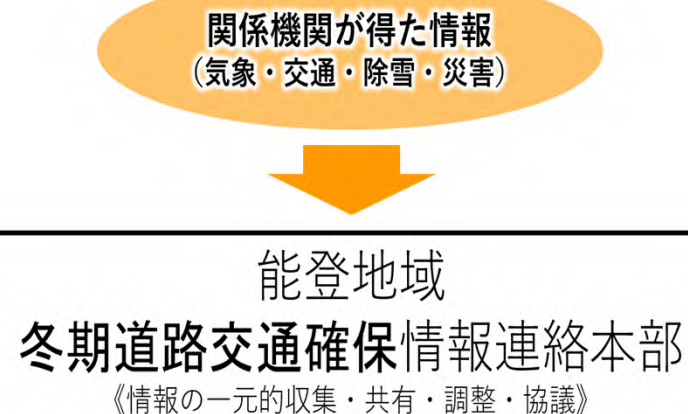 関係機関が得た情報
(気象・交通・除雪・災害)
能登地域
冬期道路交通確保情報連絡本部
《情報の一元的収集・共有・調整・協議》